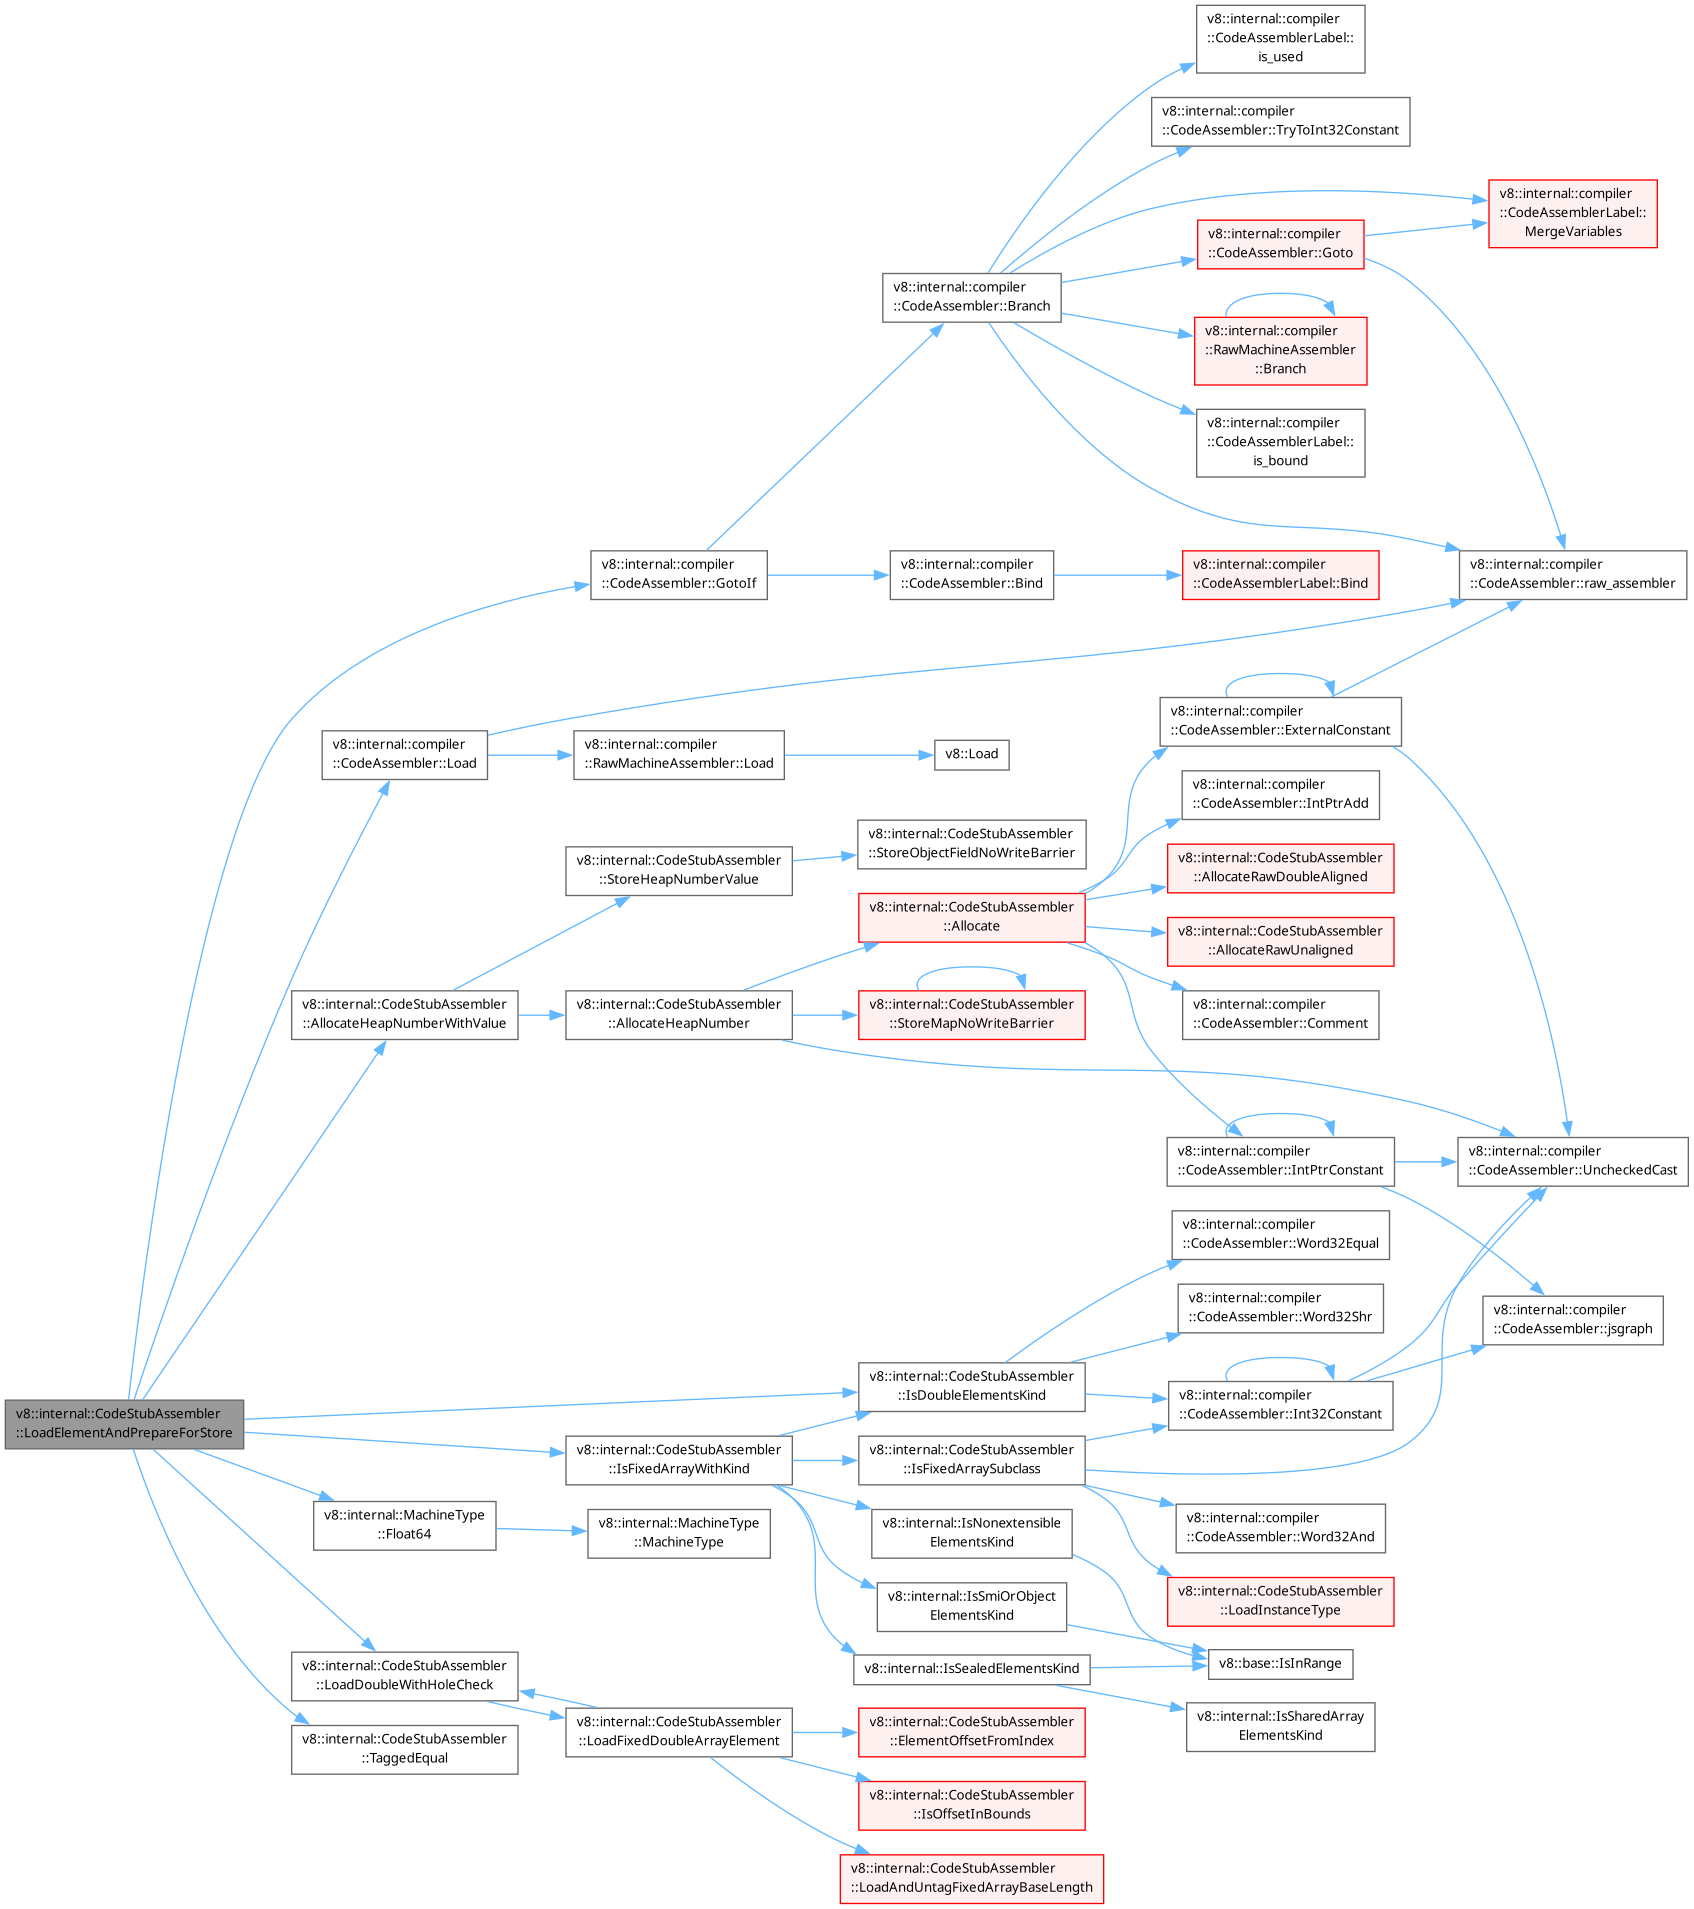 v8::internal::compiler
::CodeAssemblerLabel::
is_used
v8::internal::compiler
::CodeAssembler::TryToInt32Constant
v8::internal::compiler
::CodeAssemblerLabel::
MergeVariables
v8::internal::compiler
::CodeAssembler::Goto
v8::internal::compiler
::CodeAssembler::Branch
v8::internal::compiler
::RawMachineAssembler
::Branch
v8::internal::compiler
::CodeAssemblerLabel::
is_bound
v8::internal::compiler
::CodeAssembler::GotoIf
v8::internal::compiler
::CodeAssembler::Bind
v8::internal::compiler
::CodeAssemblerLabel::Bind
v8::internal::compiler
::CodeAssembler::raw_assembler
v8::internal::compiler
::CodeAssembler::ExternalConstant
v8::internal::compiler
::CodeAssembler::Load
v8::internal::compiler
::RawMachineAssembler::Load
v8::Load
v8::internal::compiler
::CodeAssembler::IntPtrAdd
v8::internal::CodeStubAssembler
::StoreObjectFieldNoWriteBarrier
v8::internal::CodeStubAssembler
::StoreHeapNumberValue
v8::internal::CodeStubAssembler
::AllocateRawDoubleAligned
v8::internal::CodeStubAssembler
::Allocate
v8::internal::CodeStubAssembler
::AllocateRawUnaligned
v8::internal::CodeStubAssembler
::AllocateHeapNumberWithValue
v8::internal::CodeStubAssembler
::AllocateHeapNumber
v8::internal::CodeStubAssembler
::StoreMapNoWriteBarrier
v8::internal::compiler
::CodeAssembler::Comment
v8::internal::compiler
::CodeAssembler::IntPtrConstant
v8::internal::compiler
::CodeAssembler::UncheckedCast
v8::internal::compiler
::CodeAssembler::Word32Equal
v8::internal::compiler
::CodeAssembler::Word32Shr
v8::internal::compiler
::CodeAssembler::jsgraph
v8::internal::CodeStubAssembler
::IsDoubleElementsKind
v8::internal::compiler
::CodeAssembler::Int32Constant
v8::internal::CodeStubAssembler
::LoadElementAndPrepareForStore
v8::internal::CodeStubAssembler
::IsFixedArrayWithKind
v8::internal::CodeStubAssembler
::IsFixedArraySubclass
v8::internal::MachineType
::Float64
v8::internal::MachineType
::MachineType
v8::internal::IsNonextensible
ElementsKind
v8::internal::compiler
::CodeAssembler::Word32And
v8::internal::IsSmiOrObject
ElementsKind
v8::internal::CodeStubAssembler
::LoadInstanceType
v8::internal::IsSealedElementsKind
v8::base::IsInRange
v8::internal::CodeStubAssembler
::LoadDoubleWithHoleCheck
v8::internal::IsSharedArray
ElementsKind
v8::internal::CodeStubAssembler
::TaggedEqual
v8::internal::CodeStubAssembler
::LoadFixedDoubleArrayElement
v8::internal::CodeStubAssembler
::ElementOffsetFromIndex
v8::internal::CodeStubAssembler
::IsOffsetInBounds
v8::internal::CodeStubAssembler
::LoadAndUntagFixedArrayBaseLength